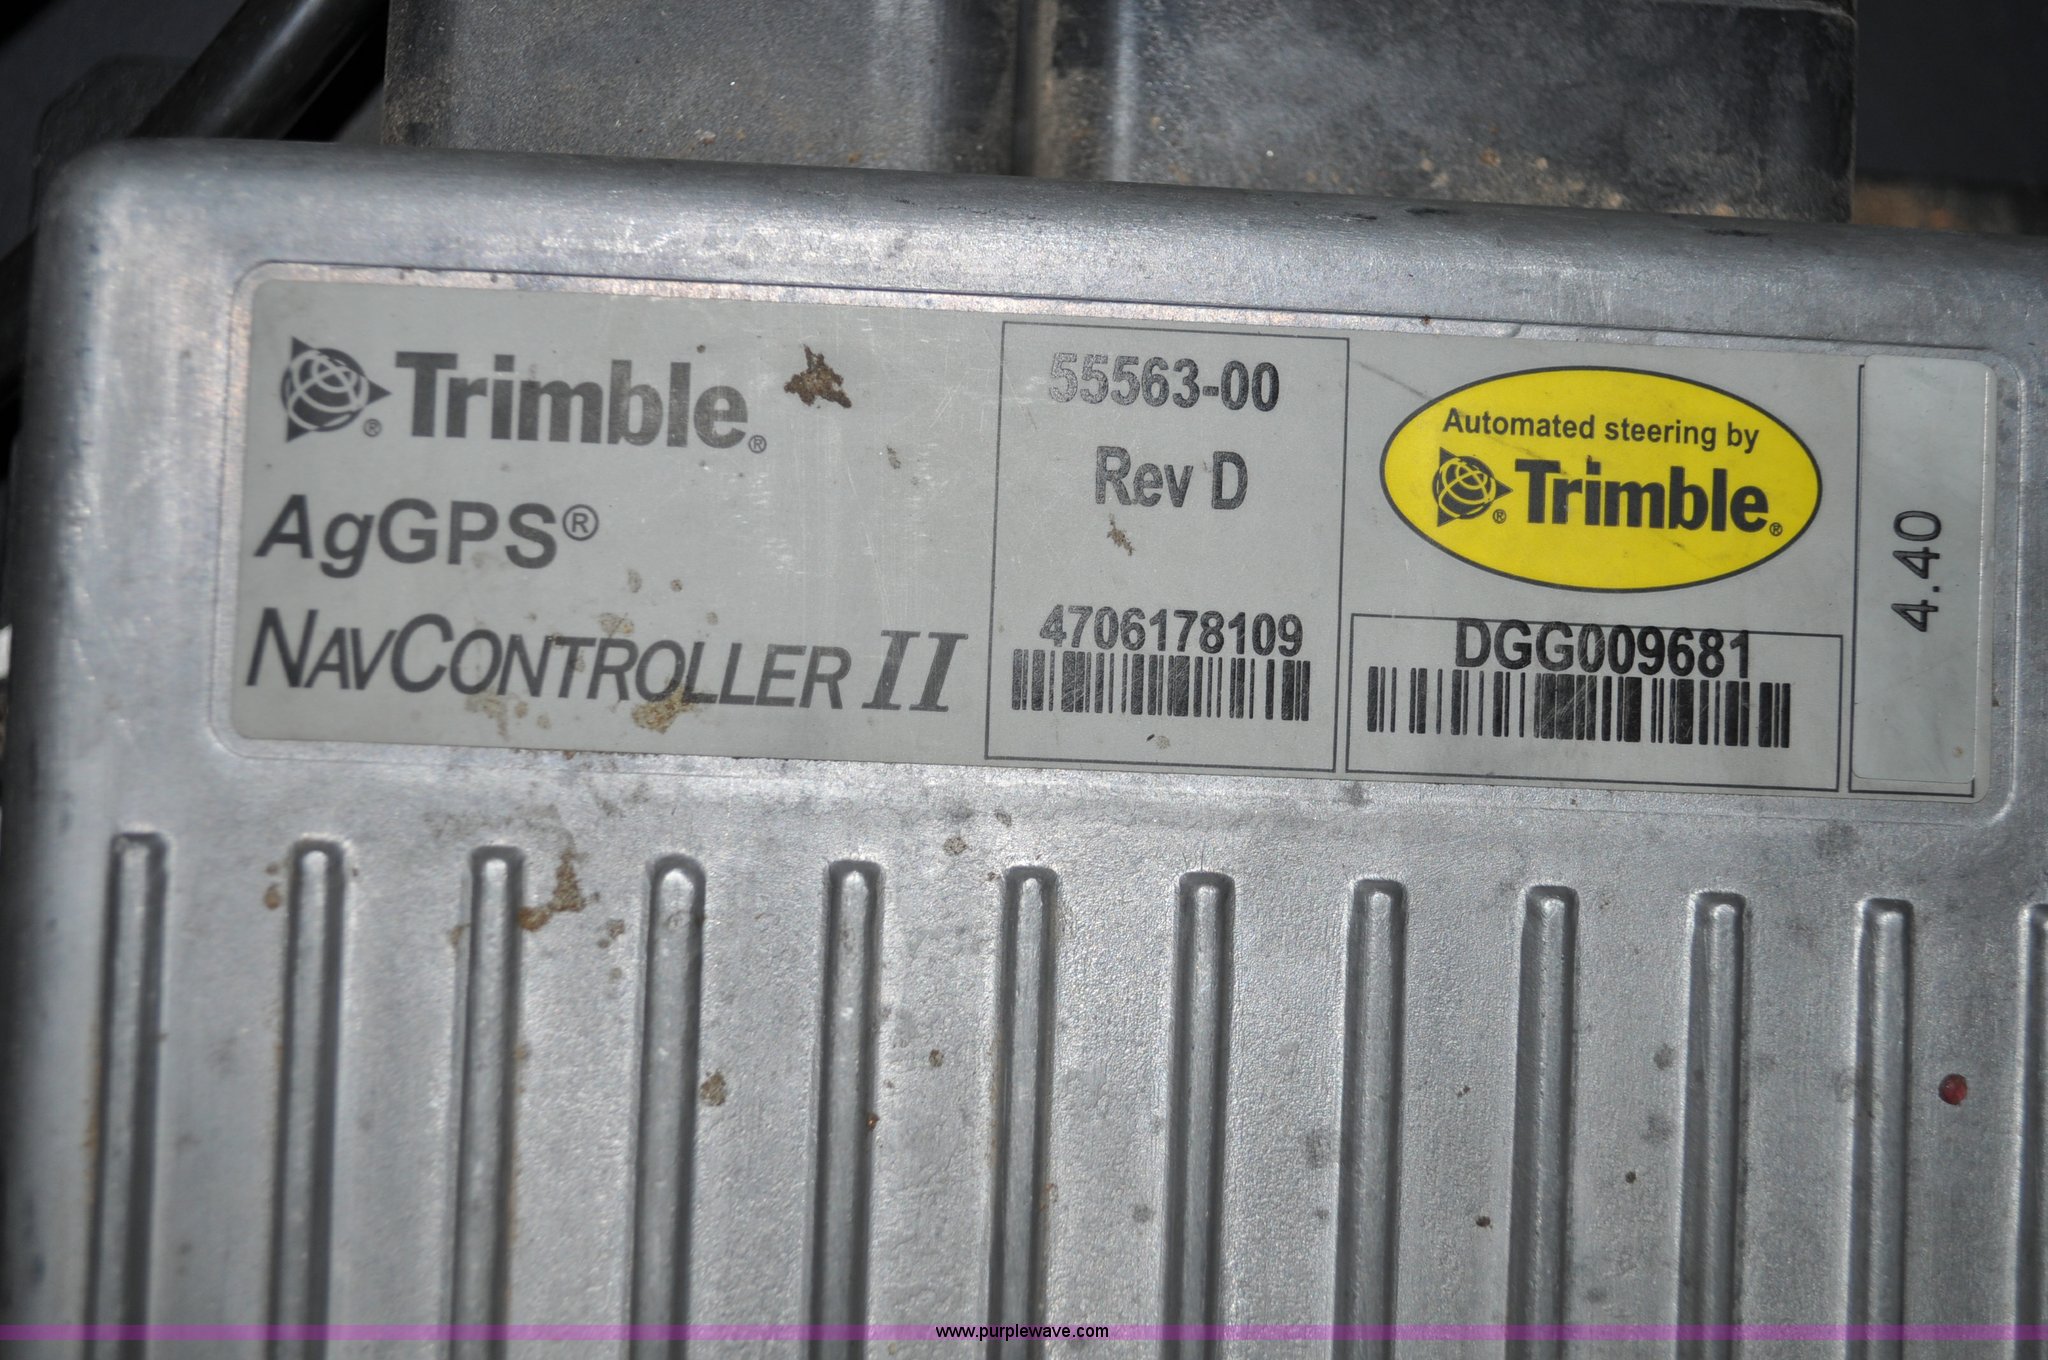 Trimble®
AgGPS®
NAVCONTROLLER II
55563-00
Rev D
4706178109
Automated steering by
Trimble®
DGG009681
4.40
www.purplewave.com